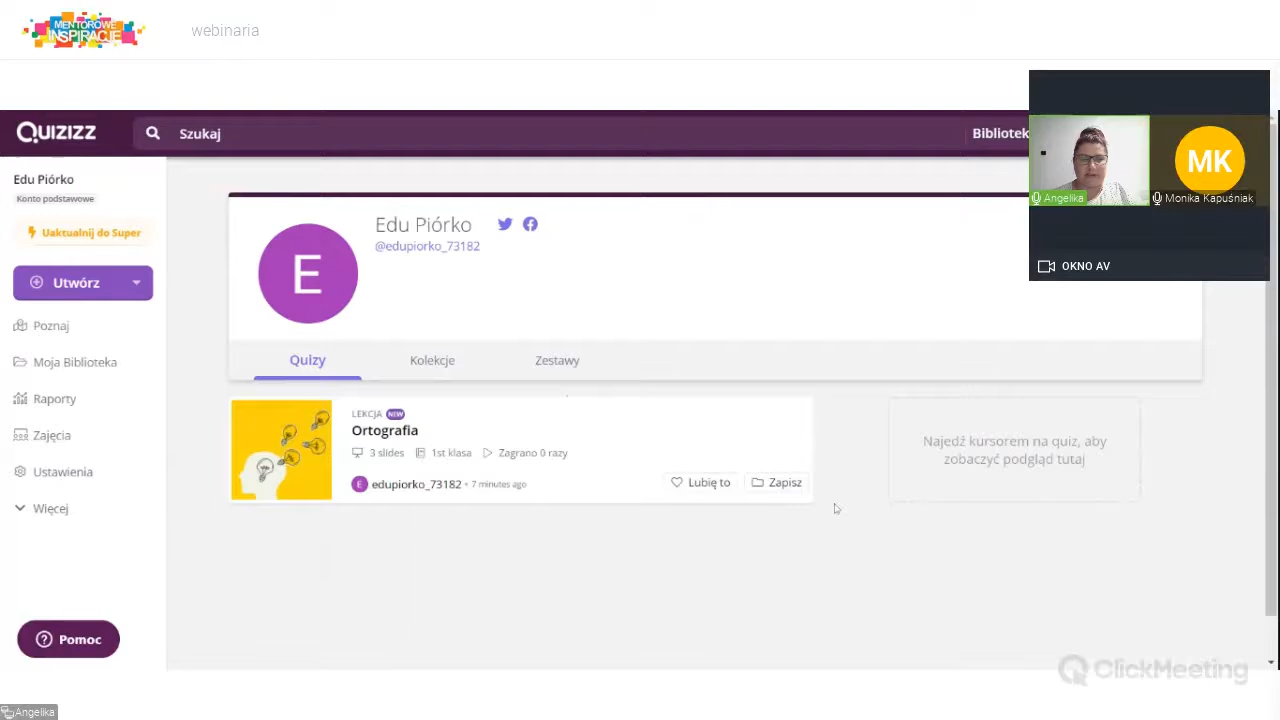 MENTOROWE
INSPIRACJE
webinaria
QUIZIZZ
Szukaj
Bibliotek
Edu Piórko
Konto podstawowe
Uaktualnij do Super
Utwórz
Poznaj
Moja Biblioteka
Raporty
Zajęcia
Ustawienia
Więcej
Pomoc
E
Edu Piórko
@edupiorko_73182
Quizy
Kolekcje
Zestawy
LEKCJA NEW
Ortografia
3 slides 1st klasa Zagrano 0 razy
E edupiorko_73182 • 7 minutes ago
Lubię to
Zapisz
Najedź kursorem na quiz, aby
zobaczyć podgląd tutaj
MK
Angelika
Monika Kapuśniak
OKNO AV
ClickMeeting
Angelika